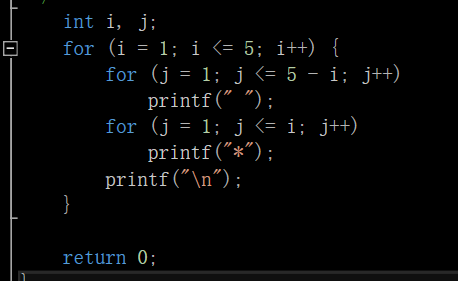 int i, j;
for (i = 1; i <= 5; i++) {
for (j = 1; j <= 5 - i; j++)
printf(" ");
for (j = 1; j <= i; j++)
printf("*");
printf("\n");
}
return 0;
}